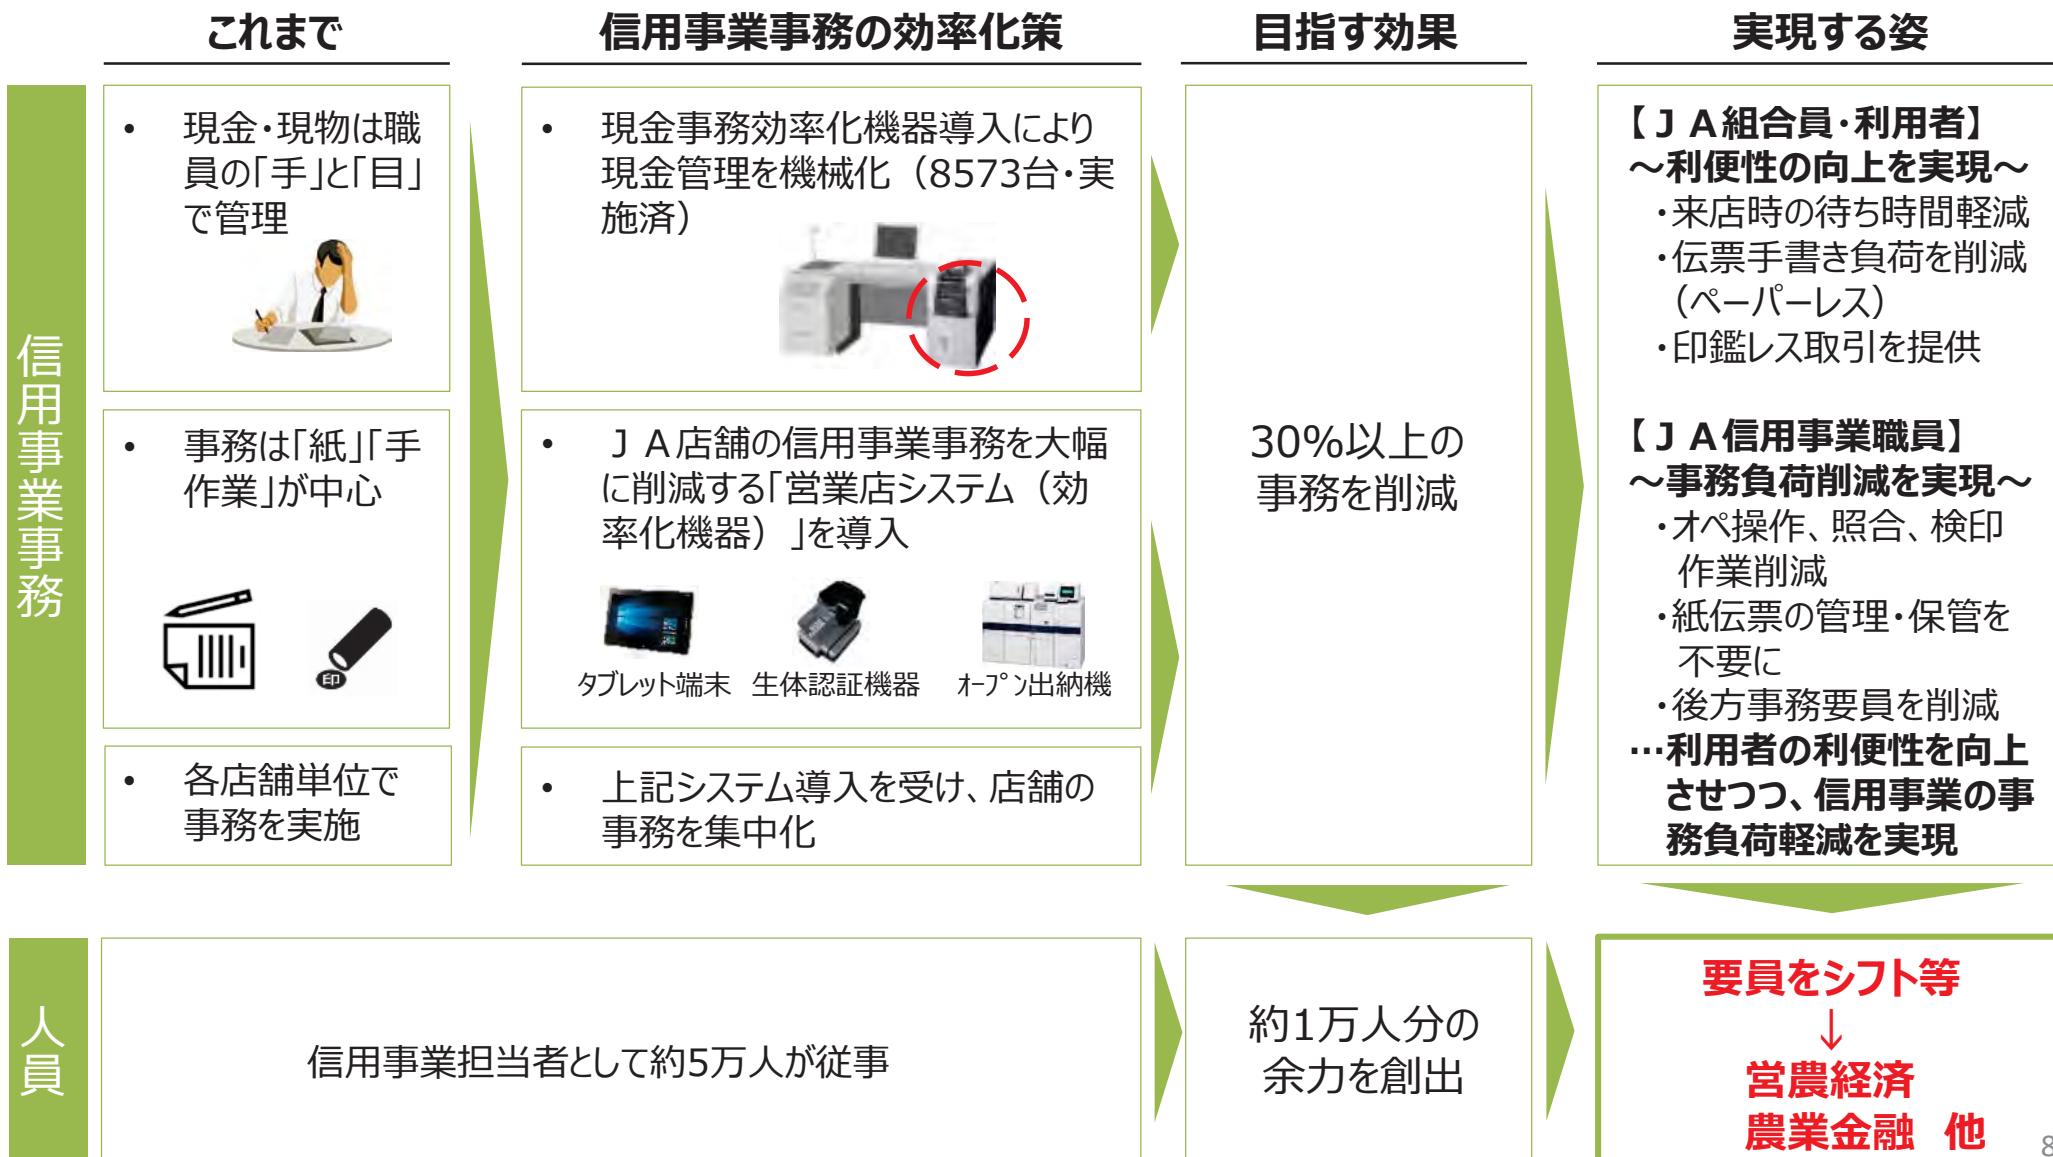 これまで
信用事業事務の効率化策
目指す効果
実現する姿
信用事業事務
• 現金・現物は職
員の「手」と「目」
で管理
• 事務は「紙」「手
作業」が中心
印
• 各店舗単位で
事務を実施
• 現金事務効率化機器導入により
現金管理を機械化（8573台・実
施済）
• ＪＡ店舗の信用事業事務を大幅
に削減する「営業店システム（効
率化機器）」を導入
タブレット端末 生体認証機器 ｵｰﾌﾟﾝ出納機
• 上記システム導入を受け、店舗の
事務を集中化
30%以上の
事務を削減
【ＪＡ組合員・利用者】
～利便性の向上を実現～
・来店時の待ち時間軽減
・伝票手書き負荷を削減
（ペーパーレス）
・印鑑レス取引を提供
【ＪＡ信用事業職員】
～事務負荷削減を実現～
・オペ操作、照合、検印
作業削減
・紙伝票の管理・保管を
不要に
・後方事務要員を削減
…利用者の利便性を向上
させつつ、信用事業の事
務負荷軽減を実現
人員
信用事業担当者として約5万人が従事
約1万人分の
余力を創出
要員をシフト等
↓
営農経済
農業金融 他
8